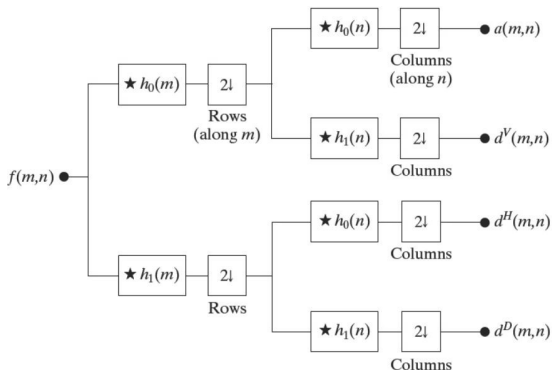 ★ h₀(n) 2↓ a(m,n)
Columns
(along n)
★ h₀(m) 2↓
Rows
(along m)
★ h₁(n) 2↓ dⱽ(m,n)
Columns
f(m,n)
★ h₀(n) 2↓ dᴴ(m,n)
Columns
★ h₁(m) 2↓
Rows
★ h₁(n) 2↓ dᴰ(m,n)
Columns